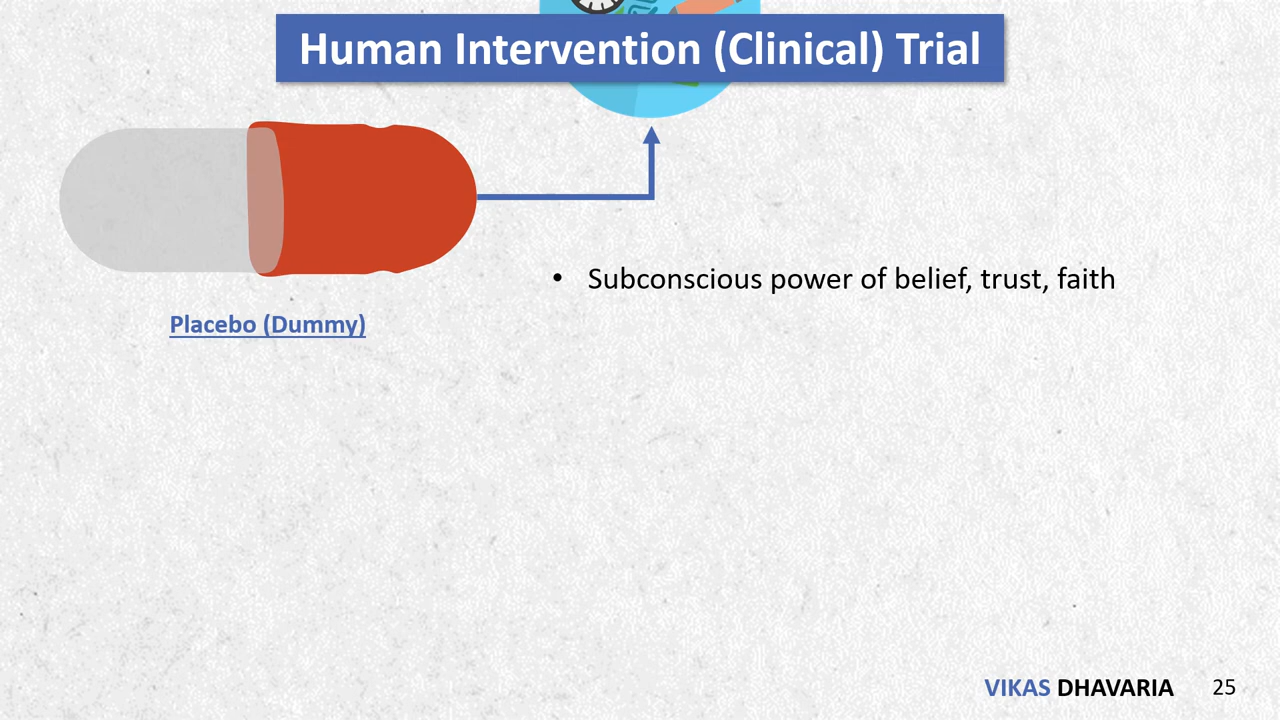 Human Intervention (Clinical) Trial
• Subconscious power of belief, trust, faith
Placebo (Dummy)
VIKAS DHAVARIA 25